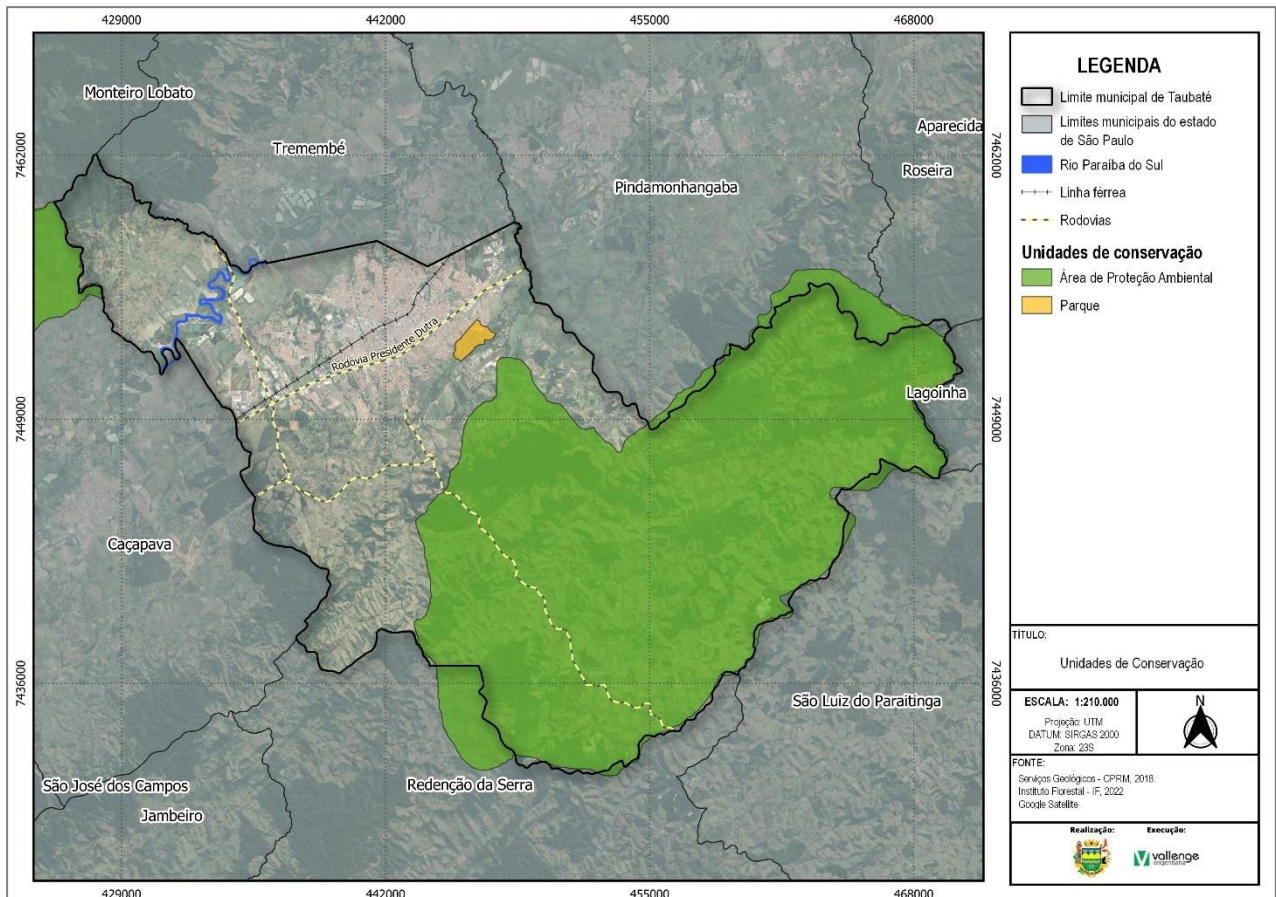 429000
442000
455000
468000
Monteiro Lobato
Tremembé
Aparecida
Roseira
7462000
7462000
Pindamonhangaba
Rodovia Presidente Dutra
Lagoinha
7449000
7449000
Caçapava
7436000
7436000
São Luiz do Paraitinga
São José dos Campos
Redenção da Serra
Jambeiro
429000
442000
455000
468000
LEGENDA
Limite municipal de Taubaté
Limites municipais do estado
de São Paulo
Rio Paraíba do Sul
Linha férrea
Rodovias
Unidades de conservação
Área de Proteção Ambiental
Parque
TÍTULO:
Unidades de Conservação
ESCALA: 1:210.000
Projeção: UTM
DATUM: SIRGAS 2000
Zona: 23S
N
FONTE:
Serviços Geológicos - CPRM, 2018
Instituto Florestal - IF, 2022
Google Satellite
Realização:
Execução:
vallenge
engenharia